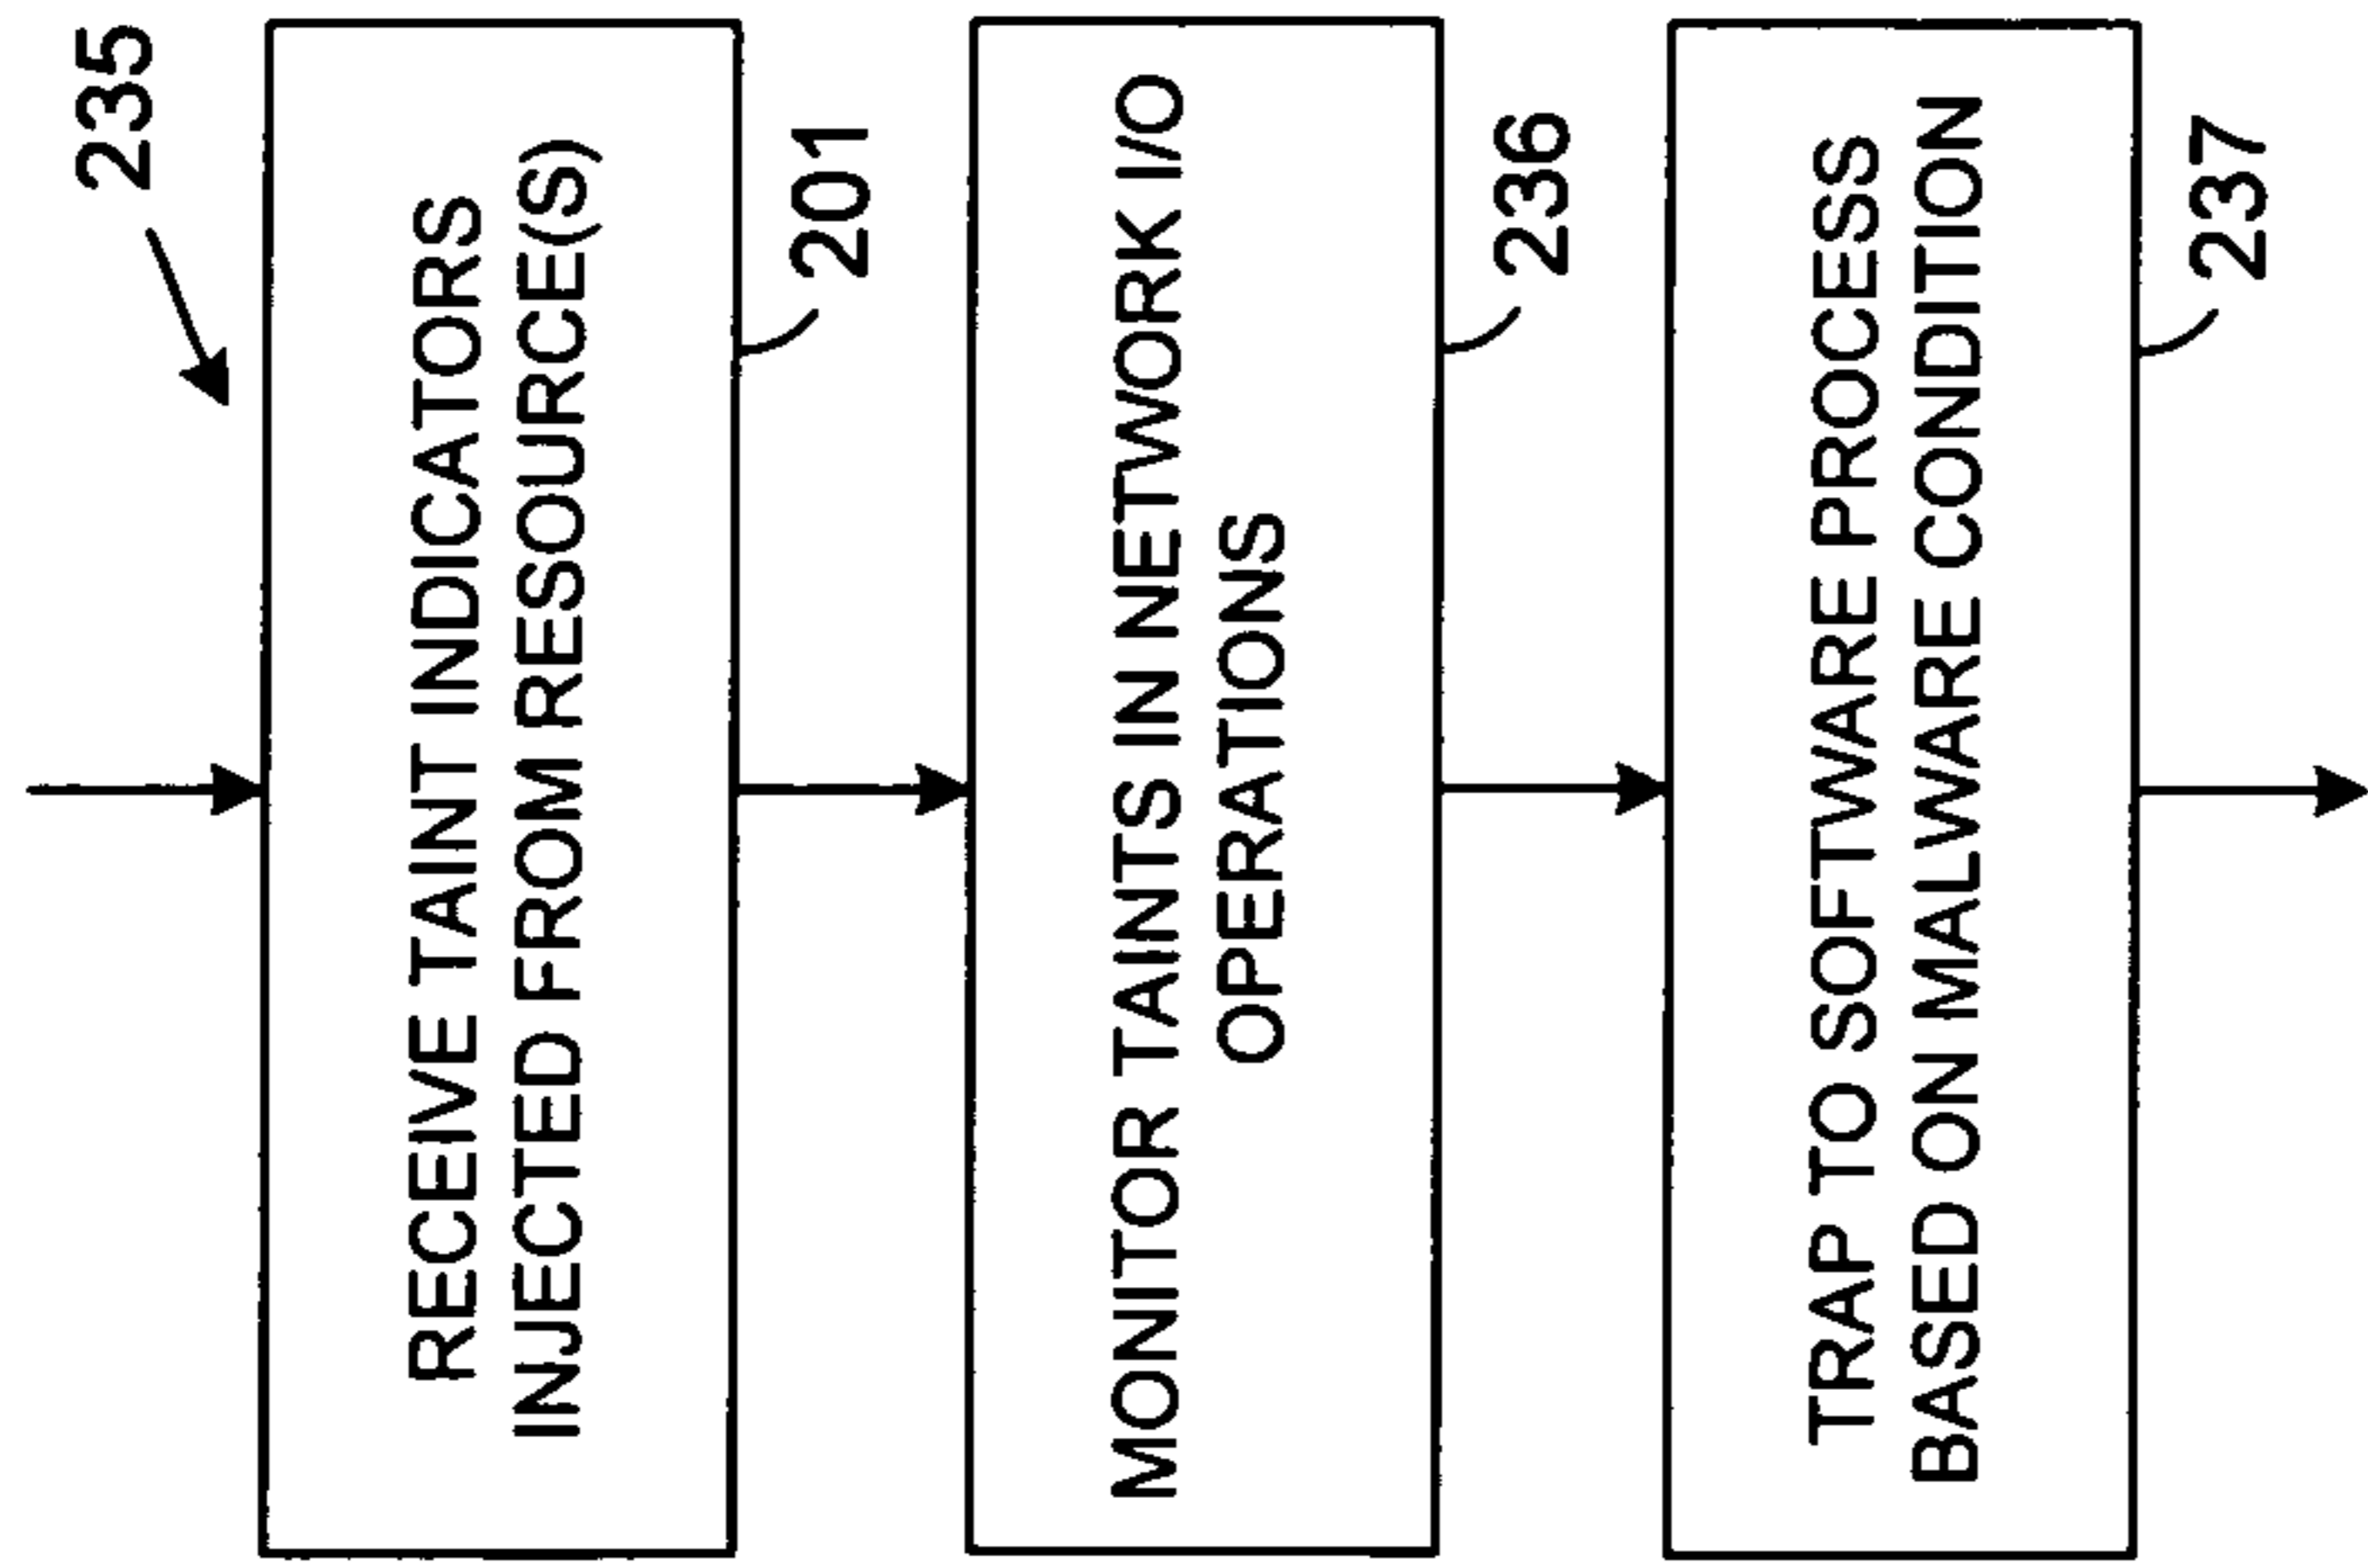 235
RECEIVE TAINT INDICATORS
INJECTED FROM RESOURCE(S)
201
MONITOR TAINTS IN NETWORK I/O
OPERATIONS
236
TRAP TO SOFTWARE PROCESS
BASED ON MALWARE CONDITION
237